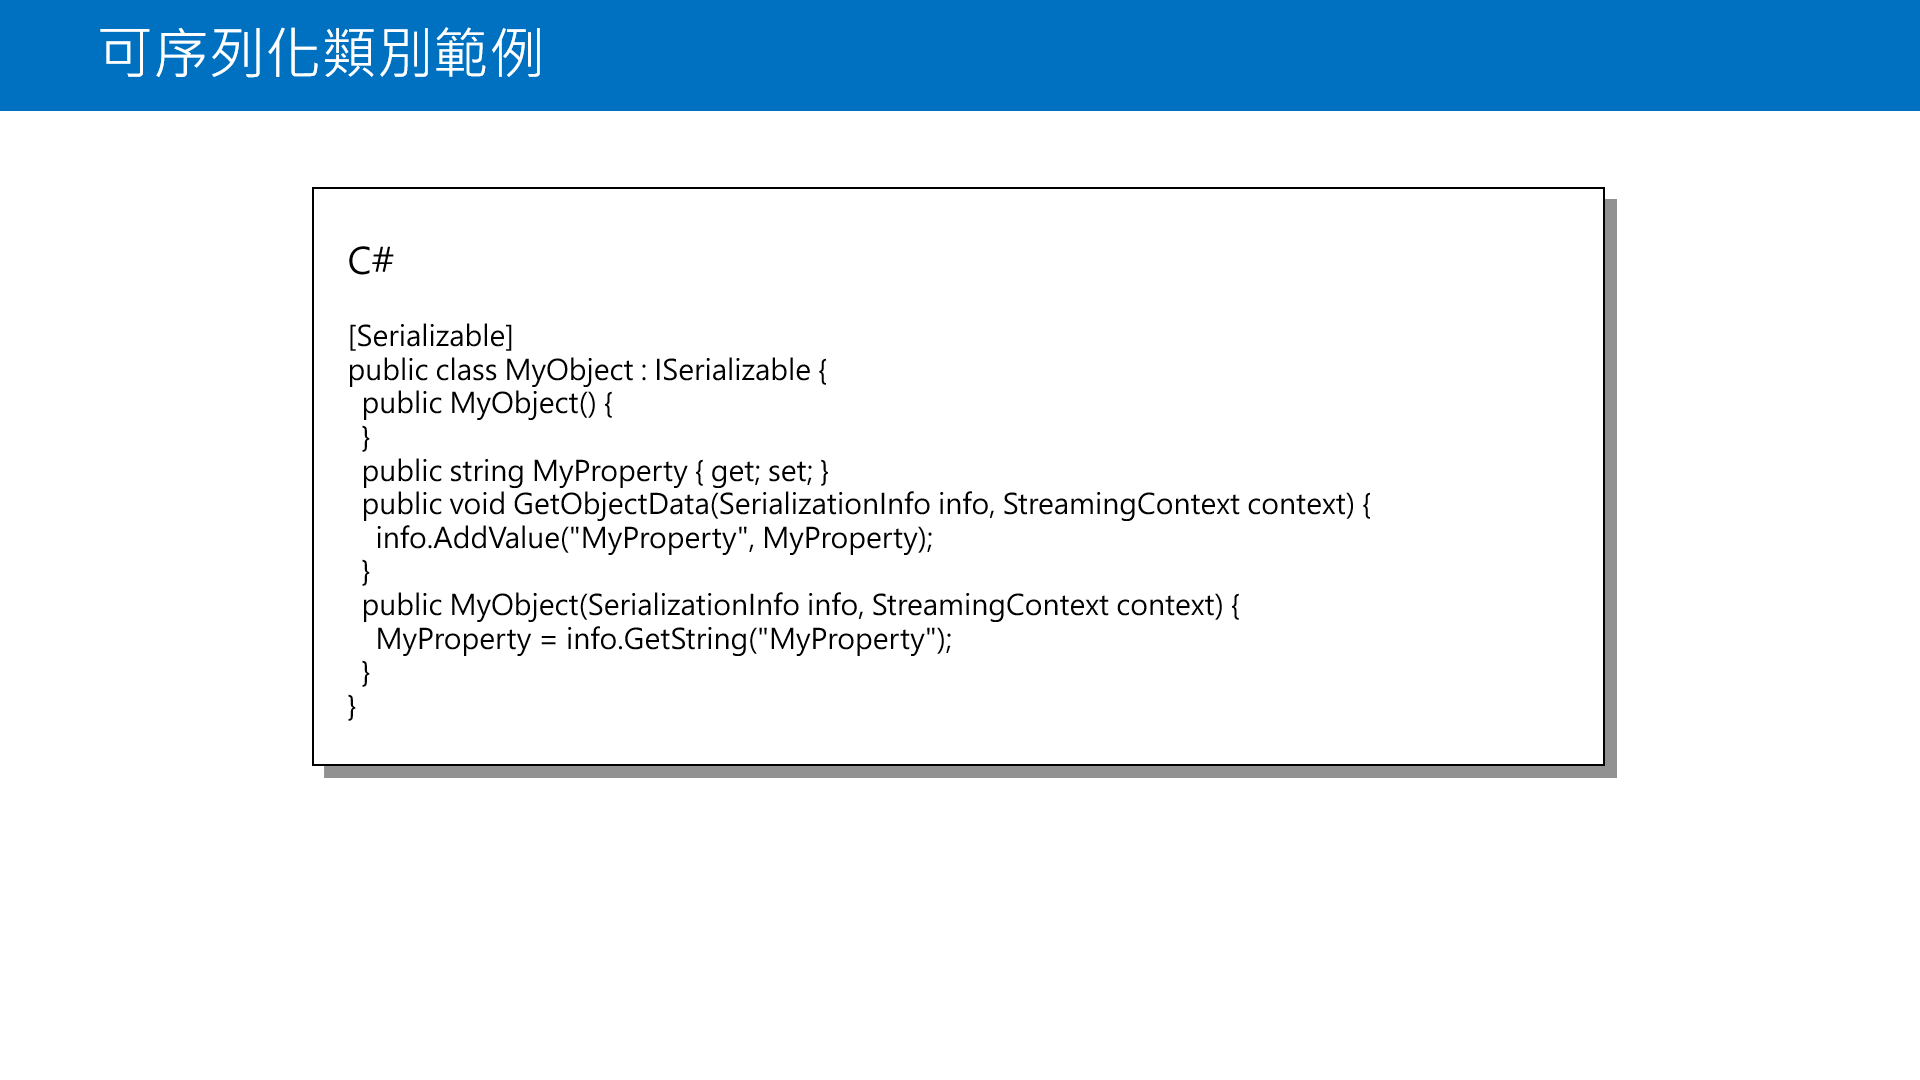 可序列化類別範例
C#
[Serializable]
public class MyObject : ISerializable {
  public MyObject() {
  }
  public string MyProperty { get; set; }
  public void GetObjectData(SerializationInfo info, StreamingContext context) {
    info.AddValue("MyProperty", MyProperty);
  }
  public MyObject(SerializationInfo info, StreamingContext context) {
    MyProperty = info.GetString("MyProperty");
  }
}